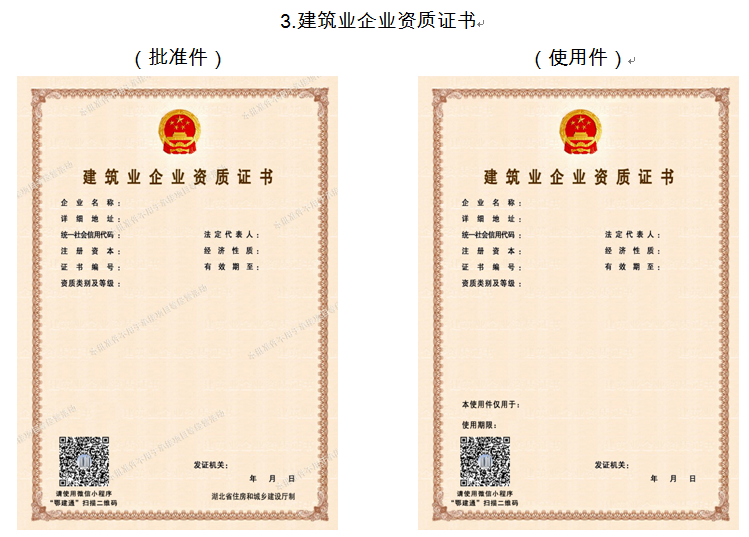 3.建筑业企业资质证书
（批准件）
（使用件）
建筑业企业资质证书
企业名称：
详细地址：
统一社会信用代码：
法定代表人：
注册资本：
经济性质：
证书编号：
有效期至：
资质类别及等级：
发证机关：
年 月 日
请使用微信小程序
“鄂建通”扫描二维码
湖北省住房和城乡建设厅制
建筑业企业资质证书
企业名称：
详细地址：
统一社会信用代码：
法定代表人：
注册资本：
经济性质：
证书编号：
有效期至：
资质类别及等级：
本使用件仅用于：
使用期限：
发证机关：
年 月 日
请使用微信小程序
“鄂建通”扫描二维码